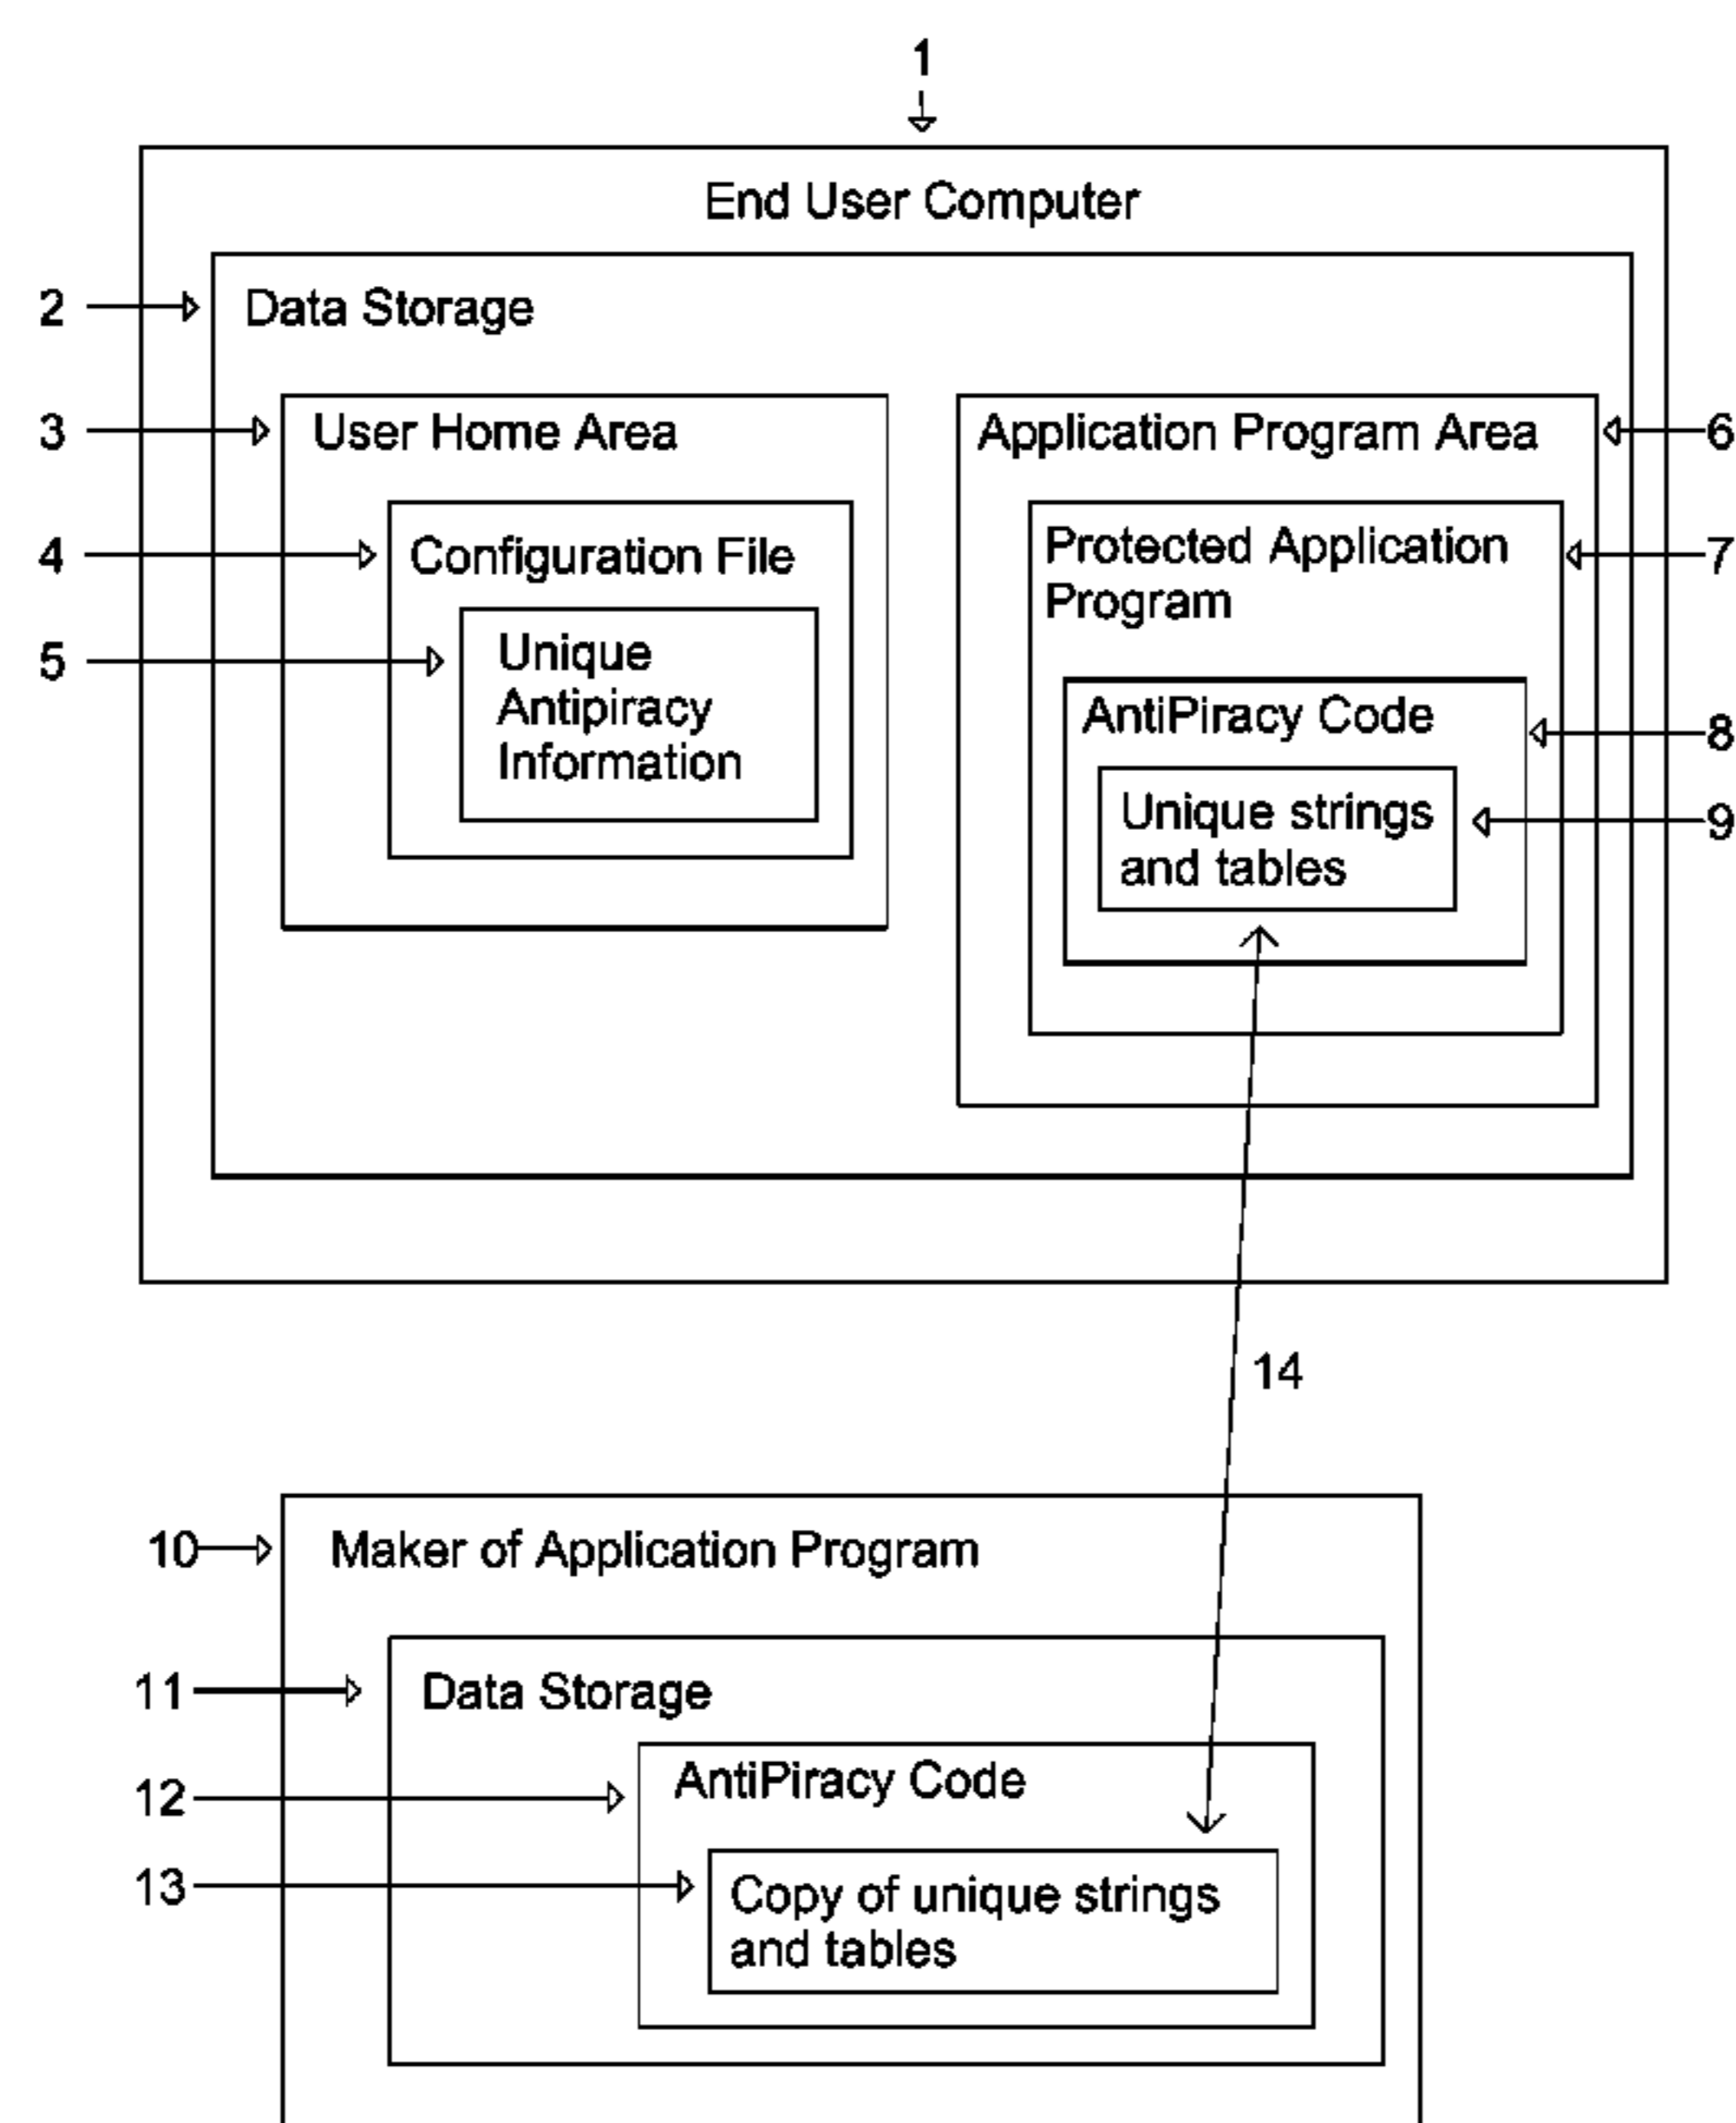 1
End User Computer
2
Data Storage
3
User Home Area
Application Program Area
6
4
Configuration File
Protected Application
Program
7
5
Unique
Antipiracy
Information
AntiPiracy Code
8
Unique strings
and tables
9
14
10
Maker of Application Program
11
Data Storage
12
AntiPiracy Code
13
Copy of unique strings
and tables